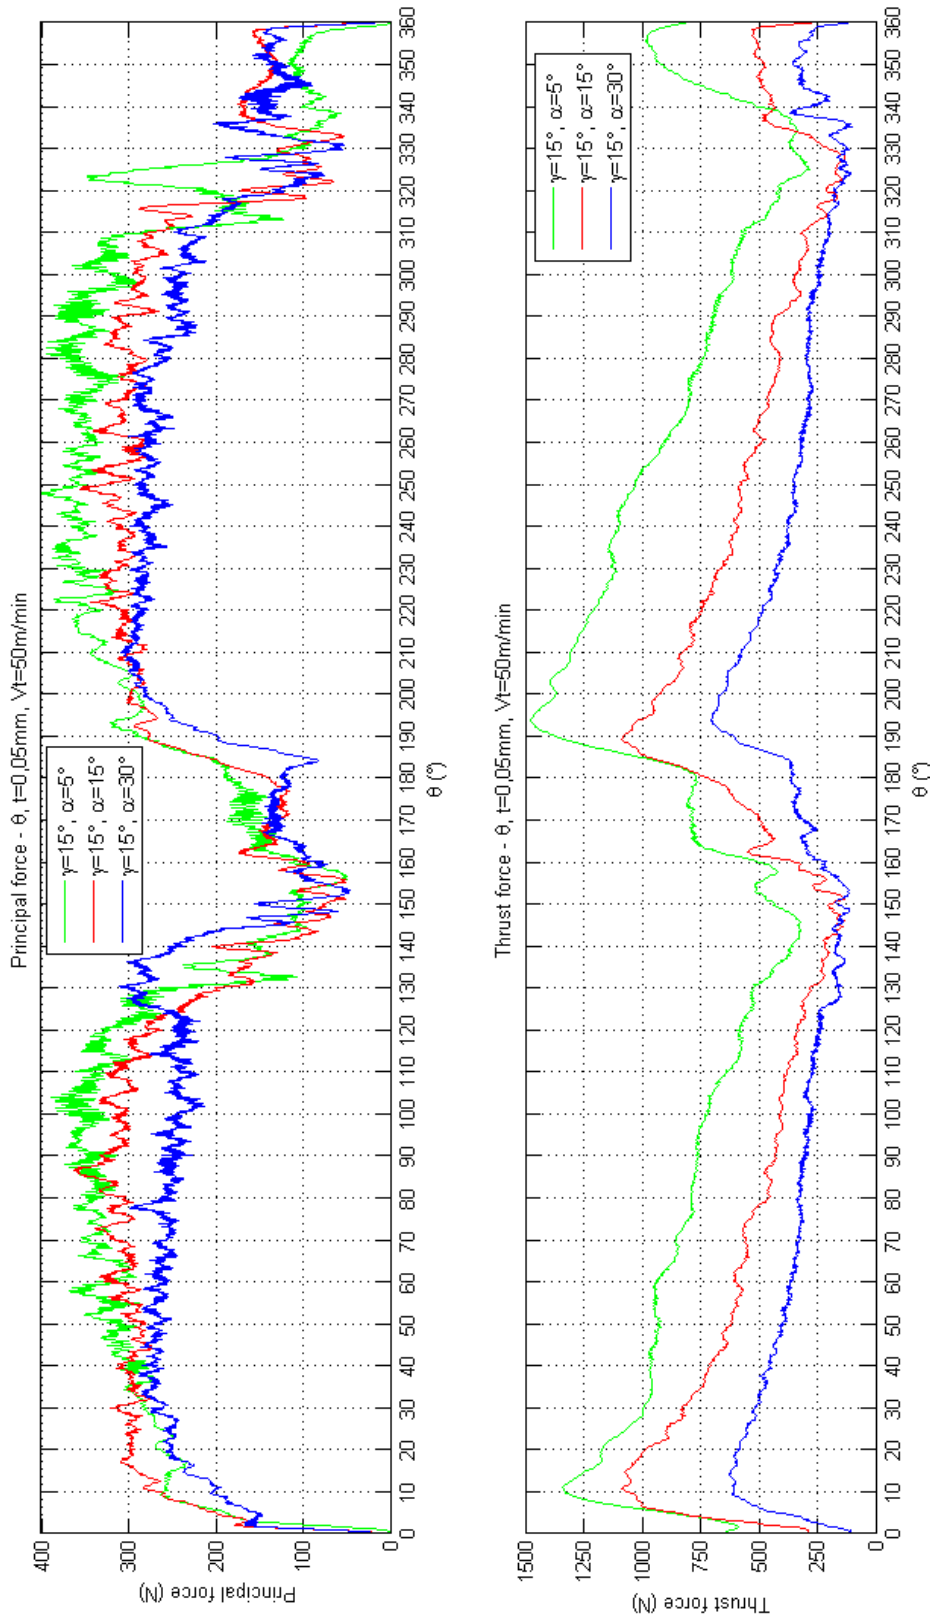 Principal force - θ, t=0,05mm, Vt=50m/min
Principal force (N)
400
300
200
100
0
γ=15°, α=5°
γ=15°, α=15°
γ=15°, α=30°
0 10 20 30 40 50 60 70 80 90 100 110 120 130 140 150 160 170 180 190 200 210 220 230 240 250 260 270 280 290 300 310 320 330 340 350 360
θ (°)
Thrust force - θ, t=0,05mm, Vt=50m/min
Thrust force (N)
1500
1250
1000
750
500
250
0
γ=15°, α=5°
γ=15°, α=15°
γ=15°, α=30°
0 10 20 30 40 50 60 70 80 90 100 110 120 130 140 150 160 170 180 190 200 210 220 230 240 250 260 270 280 290 300 310 320 330 340 350 360
θ (°)